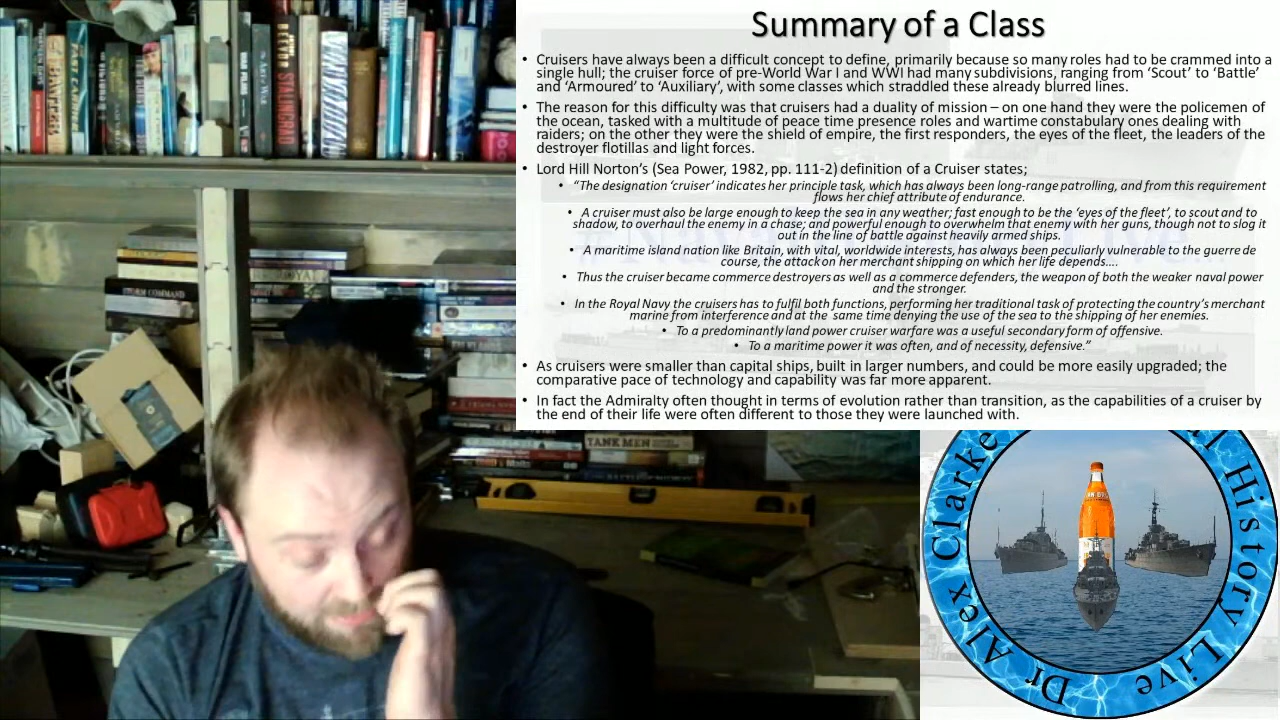 Summary of a Class
• Cruisers have always been a difficult concept to define, primarily because so many roles had to be crammed into a
single hull; the cruiser force of pre-World War I and WWI had many subdivisions, ranging from ‘Scout’ to ‘Battle’
and ‘Armoured’ to ‘Auxiliary’, with some classes which straddled these already blurred lines.
• The reason for this difficulty was that cruisers had a duality of mission – on one hand they were the policemen of
the ocean, tasked with a multitude of peace time presence roles and wartime constabulary ones dealing with
raiders; on the other they were the shield of empire, the first responders, the eyes of the fleet, the leaders of the
destroyer flotillas and light forces.
• Lord Hill Norton’s (Sea Power, 1982, pp. 111-2) definition of a Cruiser states;
• “The designation ‘cruiser’ indicates her principle task, which has always been long-range patrolling, and from this requirement
flows her chief attribute of endurance.
• A cruiser must also be large enough to keep the sea in any weather; fast enough to be the ‘eyes of the fleet’, to scout and to
shadow, to overhaul the enemy in a chase; and powerful enough to overwhelm that enemy with her guns, though not to slog it
out in the line of battle against heavily armed ships.
• A maritime island nation like Britain, with vital, worldwide interests, has always been peculiarly vulnerable to the guerre de
course, the attack on her merchant shipping on which her life depends....
• Thus the cruiser became commerce destroyers as well as a commerce defenders, the weapon of both the weaker naval power
and the stronger.
• In the Royal Navy the cruisers has to fulfil both functions, performing her traditional task of protecting the country’s merchant
marine from interference and at the same time denying the use of the sea to the shipping of her enemies.
• To a predominantly land power cruiser warfare was a useful secondary form of offensive.
• To a maritime power it was often, and of necessity, defensive.”
• As cruisers were smaller than capital ships, built in larger numbers, and could be more easily upgraded; the
comparative pace of technology and capability was far more apparent.
• In fact the Admiralty often thought in terms of evolution rather than transition, as the capabilities of a cruiser by
the end of their life were often different to those they were launched with.
STALINGRAD
STORM COMMAND
TANK MEN
Dr Alex Clarke
History Live